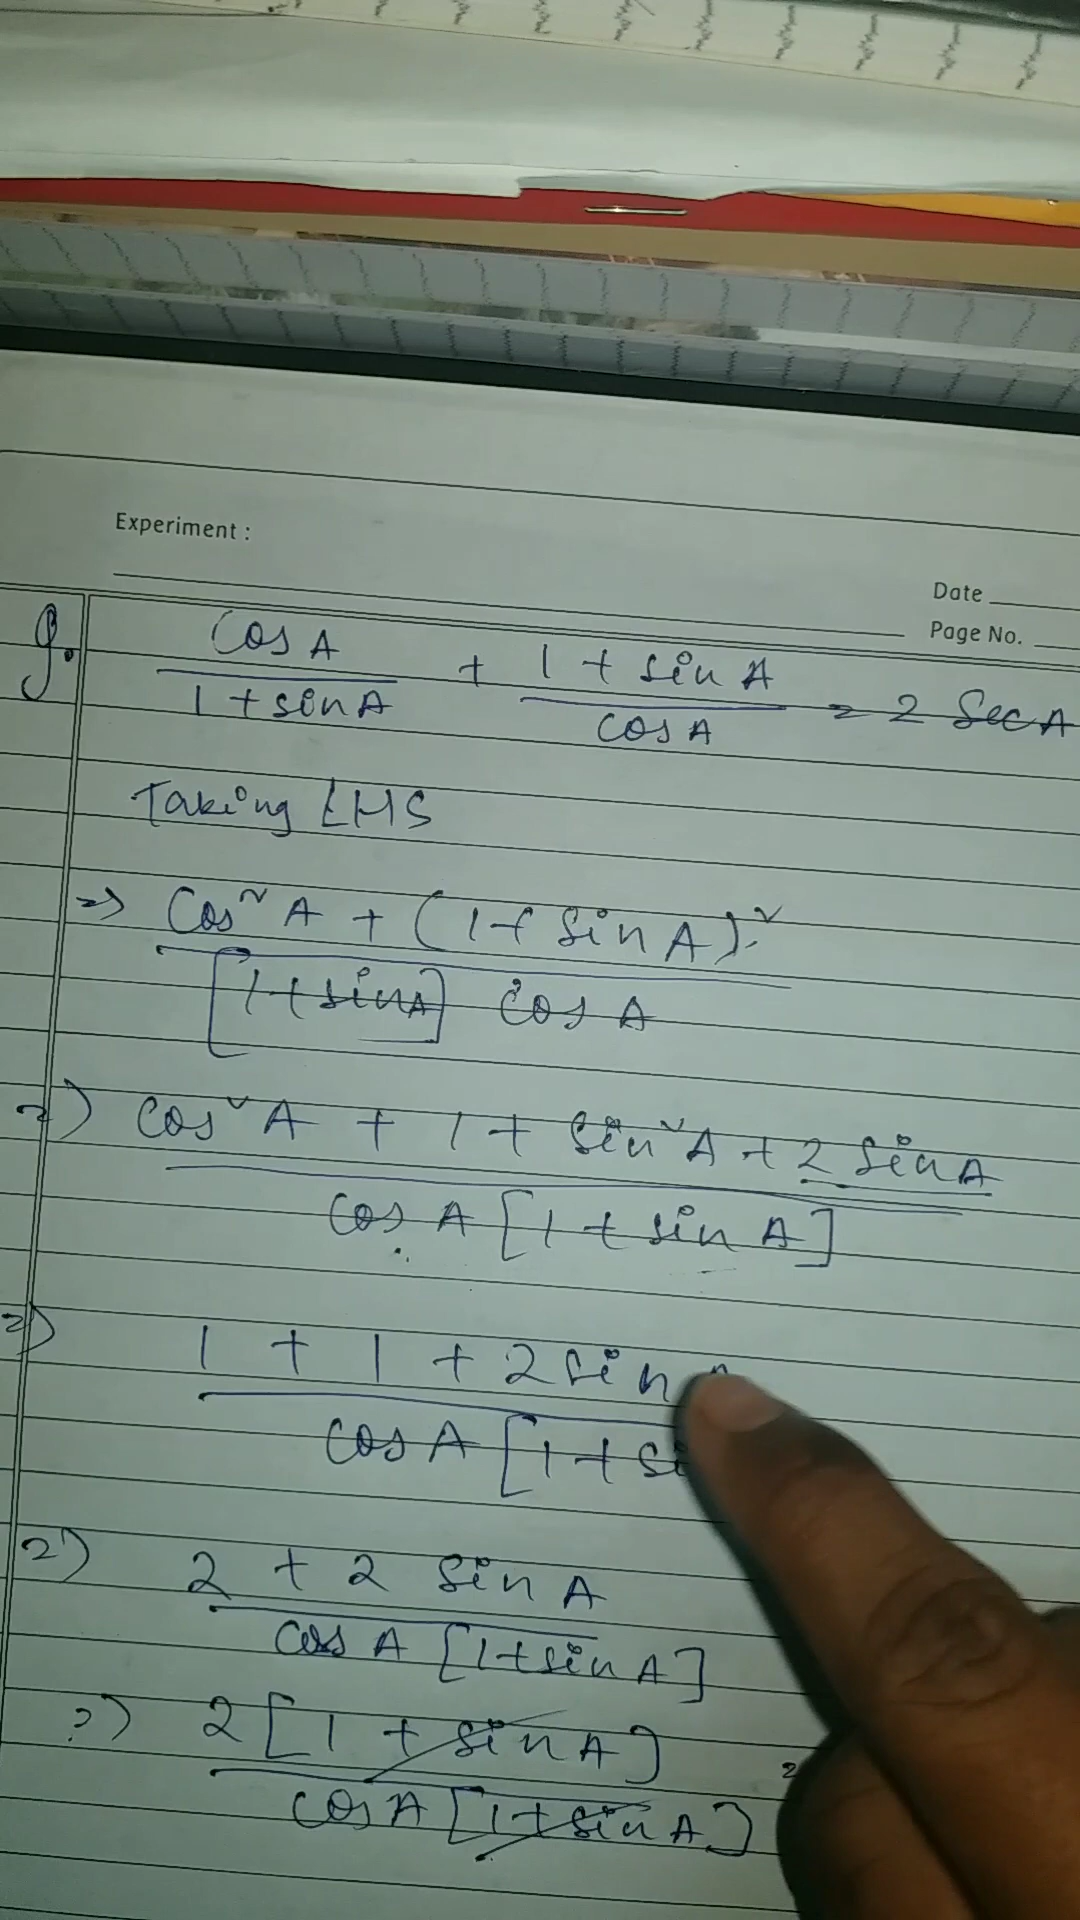 Experiment :
Date
Page No.
9. cos A / 1 + sin A + 1 + sin A / cos A = 2 Sec A
Taking LHS
=> Cos² A + (1 + sin A)² / [1 + sin A] cos A
=> cos² A + 1 + sin² A + 2 sin A / cos A [1 + sin A]
=> 1 + 1 + 2 sin / cos A [1 + si
=> 2 + 2 sin A / cos A [1 + sin A]
=> 2 [1 + sin A] / cos A [1 + sin A]